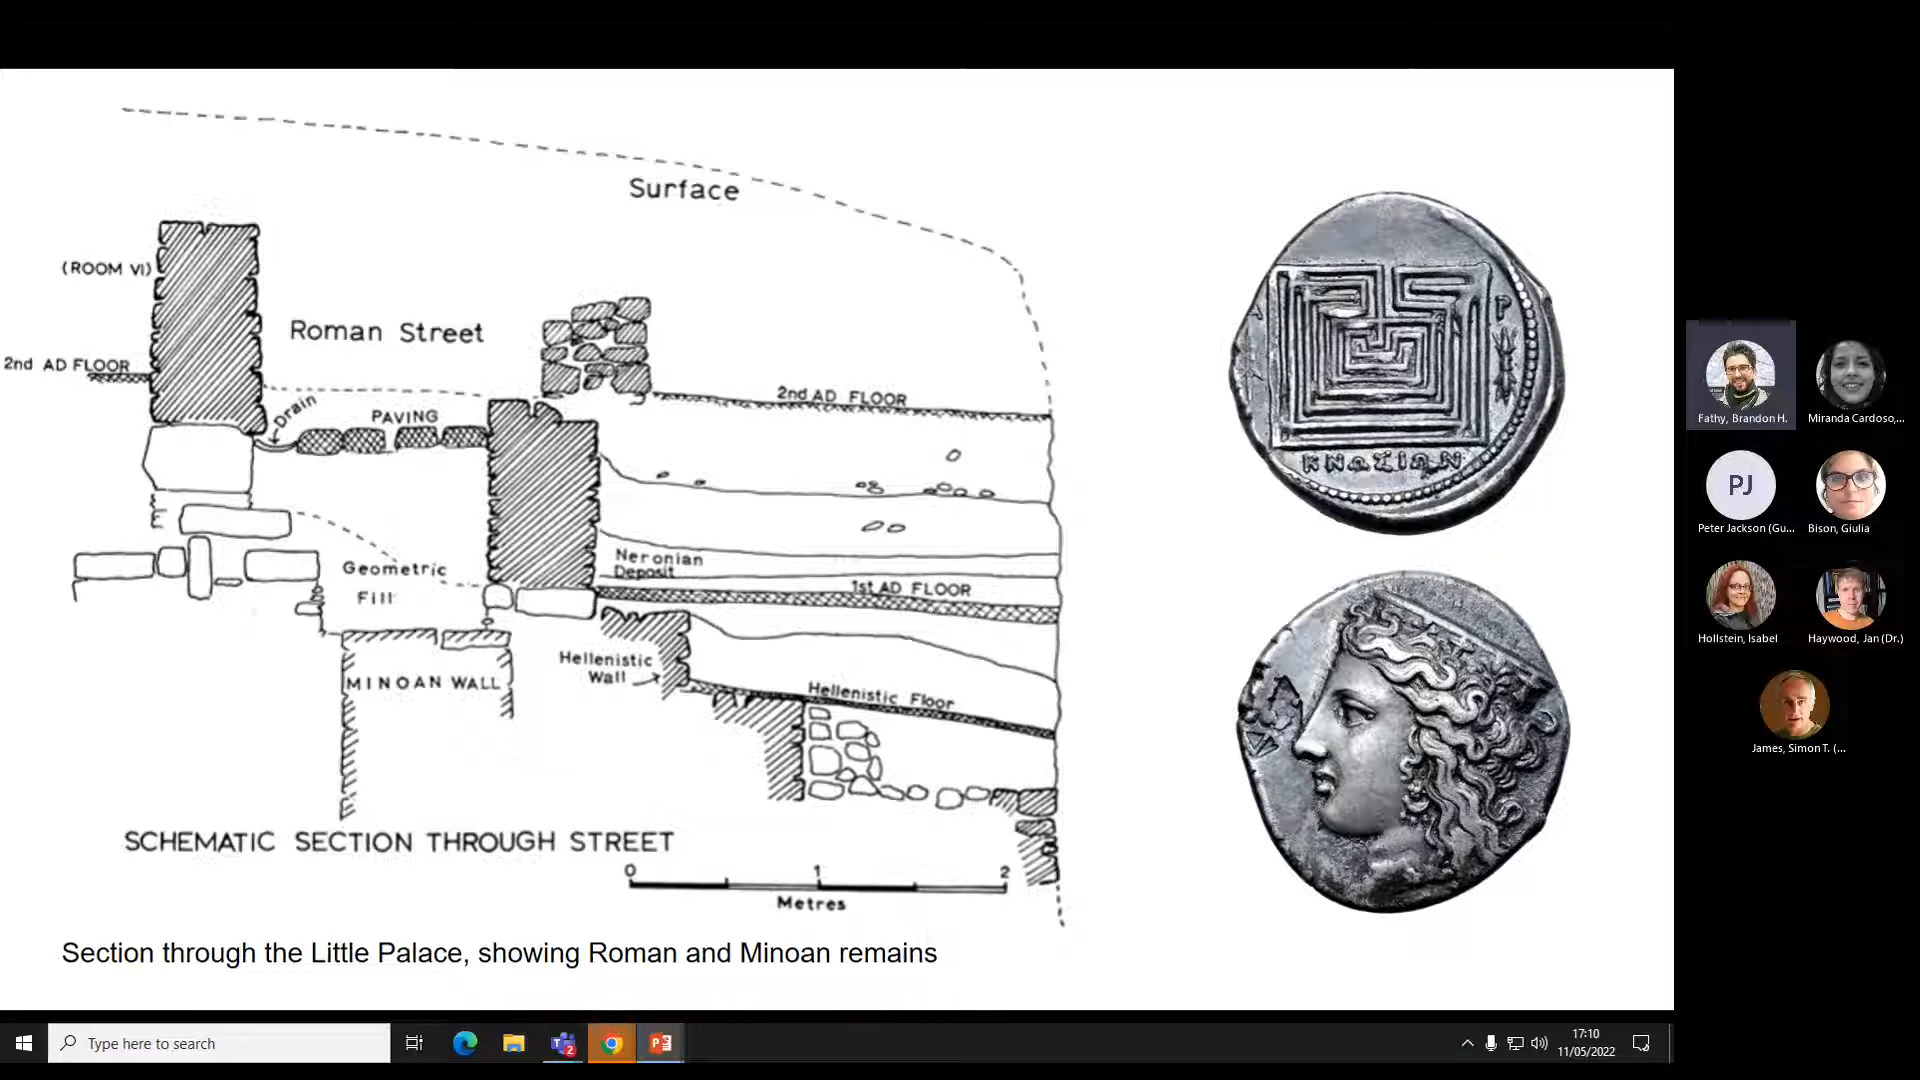 Surface
(ROOM VI)
Roman Street
2nd AD FLOOR
2nd AD FLOOR
Drain
PAVING
Neronian
Deposit
1st AD FLOOR
Geometric
Fill
Hellenistic
Wall
MINOAN WALL
Hellenistic Floor
SCHEMATIC SECTION THROUGH STREET
0 1 2
Metres
Section through the Little Palace, showing Roman and Minoan remains
A P
ΚΝΩΣΙΩΝ
Fathy, Brandon H.
Miranda Cardoso,...
PJ
Peter Jackson (Gu...
Bison, Giulia
Hollstein, Isabel
Haywood, Jan (Dr.)
James, Simon T. (...
Type here to search
2
17:10
11/05/2022